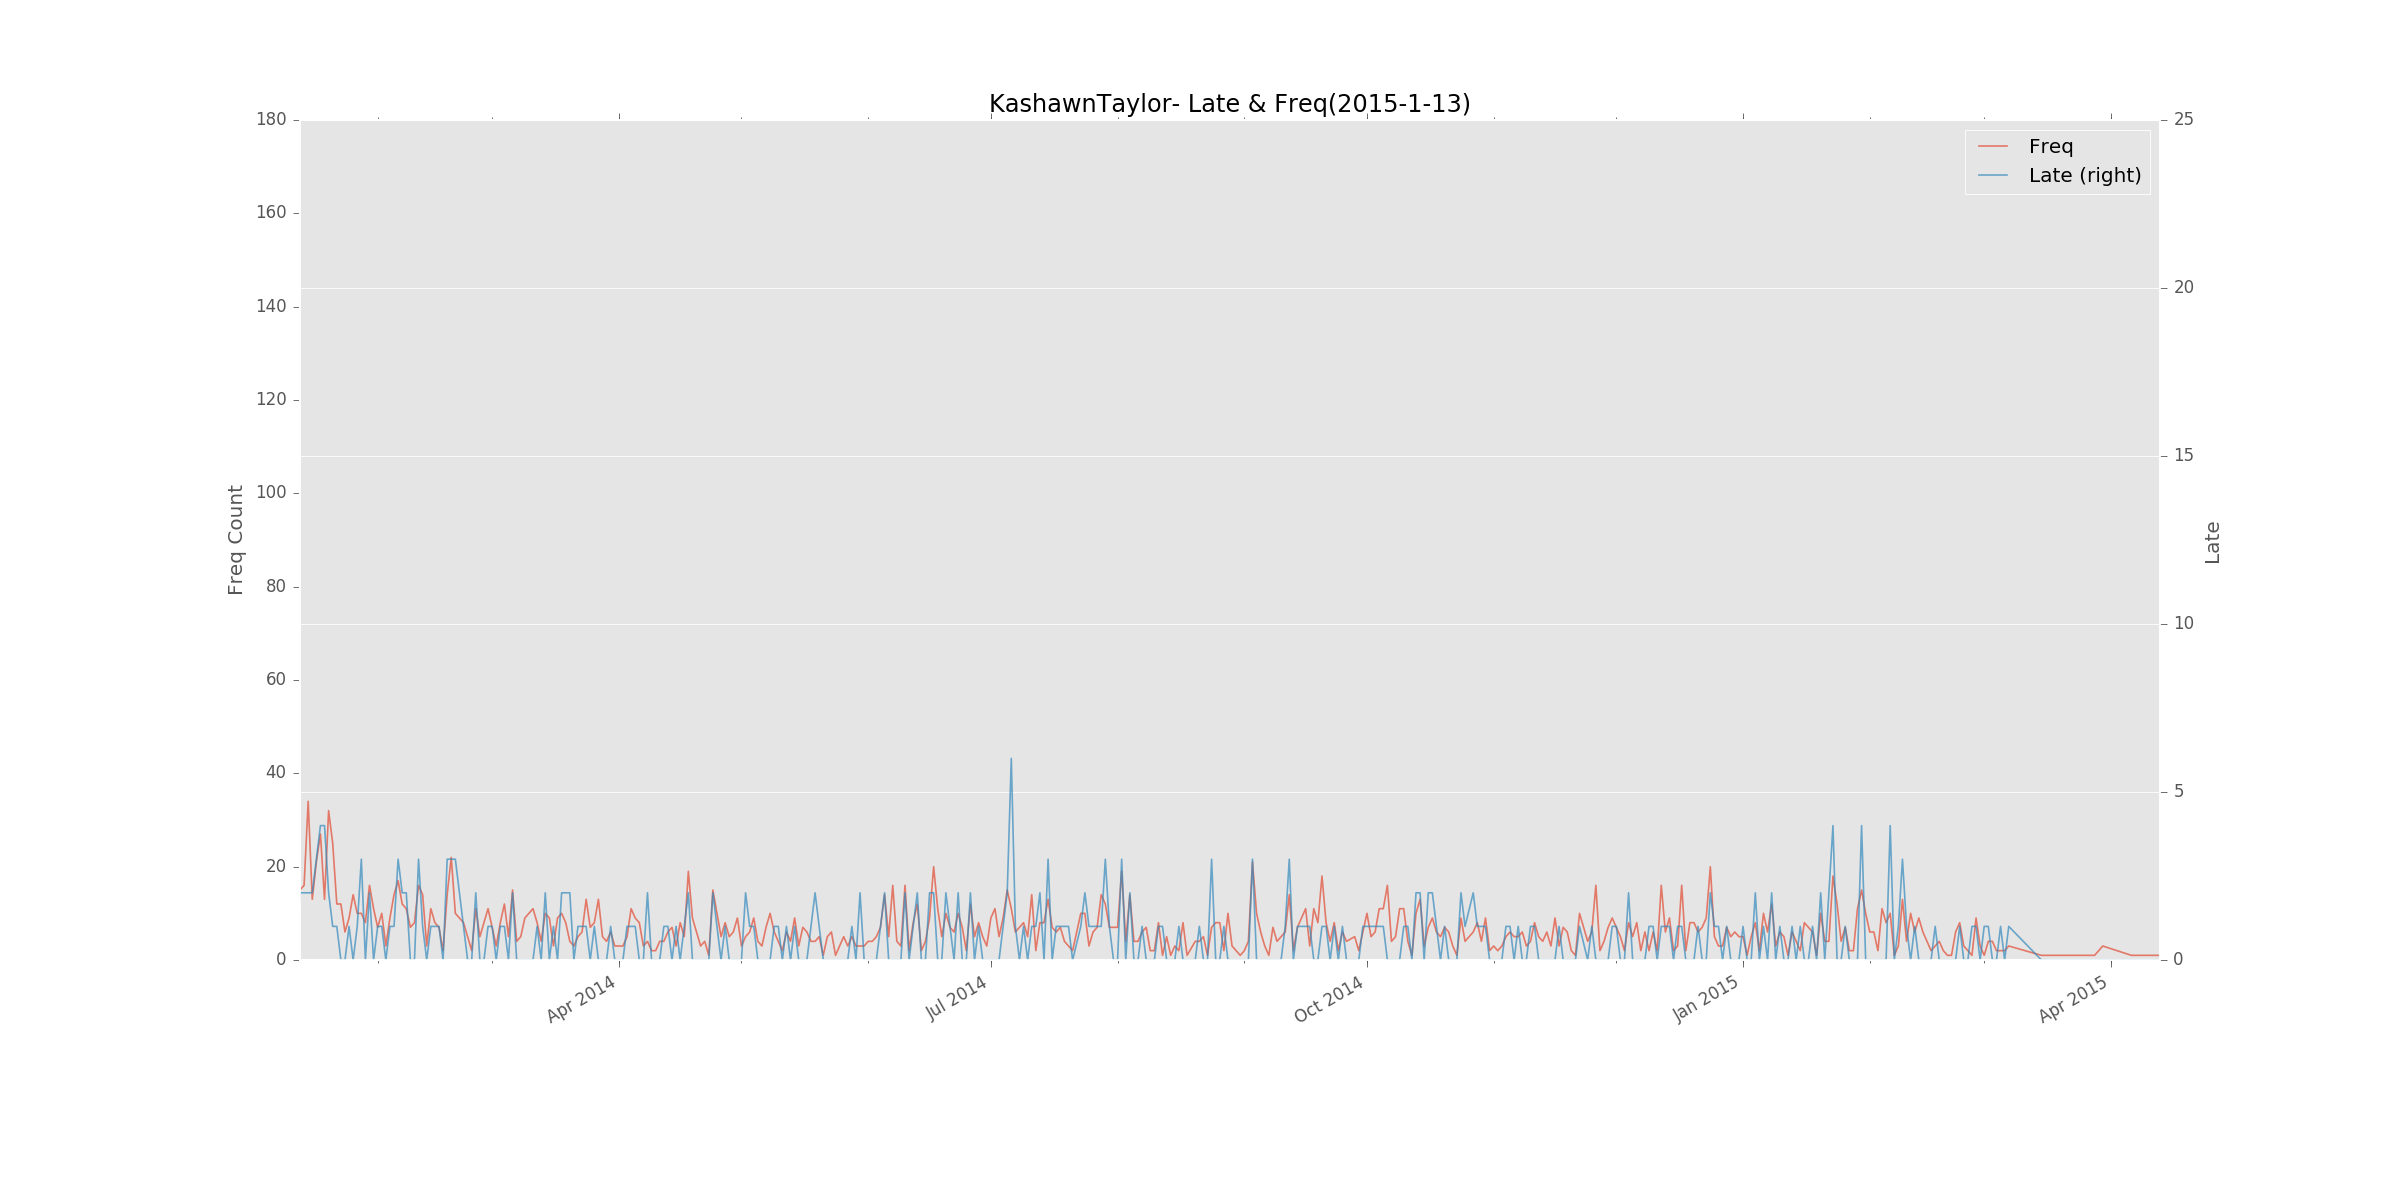 KashawnTaylor- Late & Freq(2015-1-13)
180
160
140
120
100
80
60
40
20
0
Freq Count
25
20
15
10
5
0
Late
Freq
Late (right)
Apr 2014
Jul 2014
Oct 2014
Jan 2015
Apr 2015